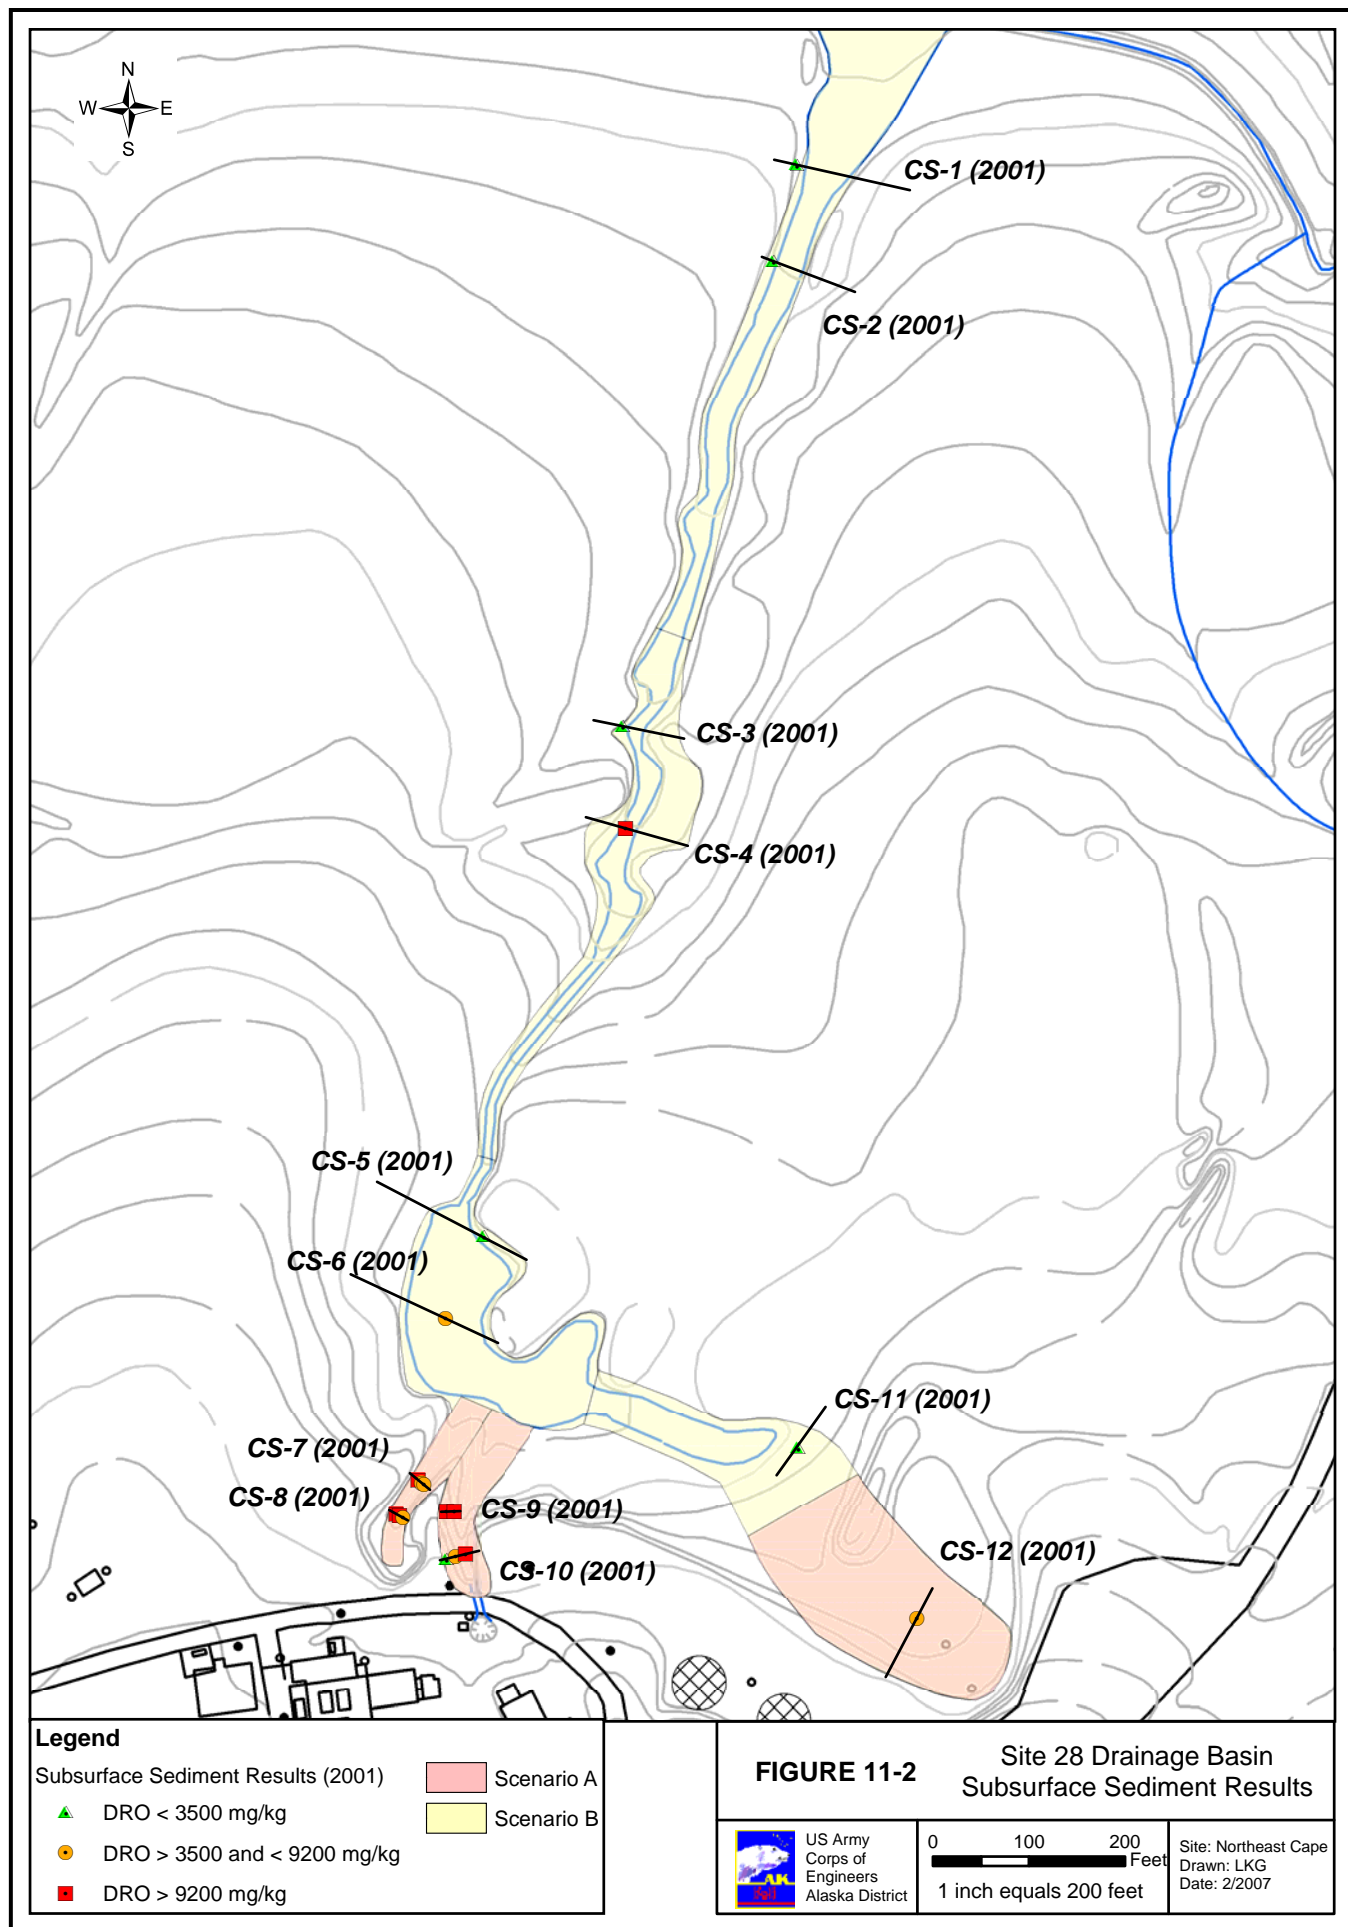 N
W E
S
CS-1 (2001)
CS-2 (2001)
CS-3 (2001)
CS-4 (2001)
CS-5 (2001)
CS-6 (2001)
CS-11 (2001)
CS-7 (2001)
CS-8 (2001)
CS-9 (2001)
CS-12 (2001)
CS-10 (2001)
Legend
Subsurface Sediment Results (2001)
DRO < 3500 mg/kg
DRO > 3500 and < 9200 mg/kg
DRO > 9200 mg/kg
Scenario A
Scenario B
FIGURE 11-2
Site 28 Drainage Basin
Subsurface Sediment Results
AK
US Army
Corps of
Engineers
Alaska District
0 100 200
Feet
1 inch equals 200 feet
Site: Northeast Cape
Drawn: LKG
Date: 2/2007